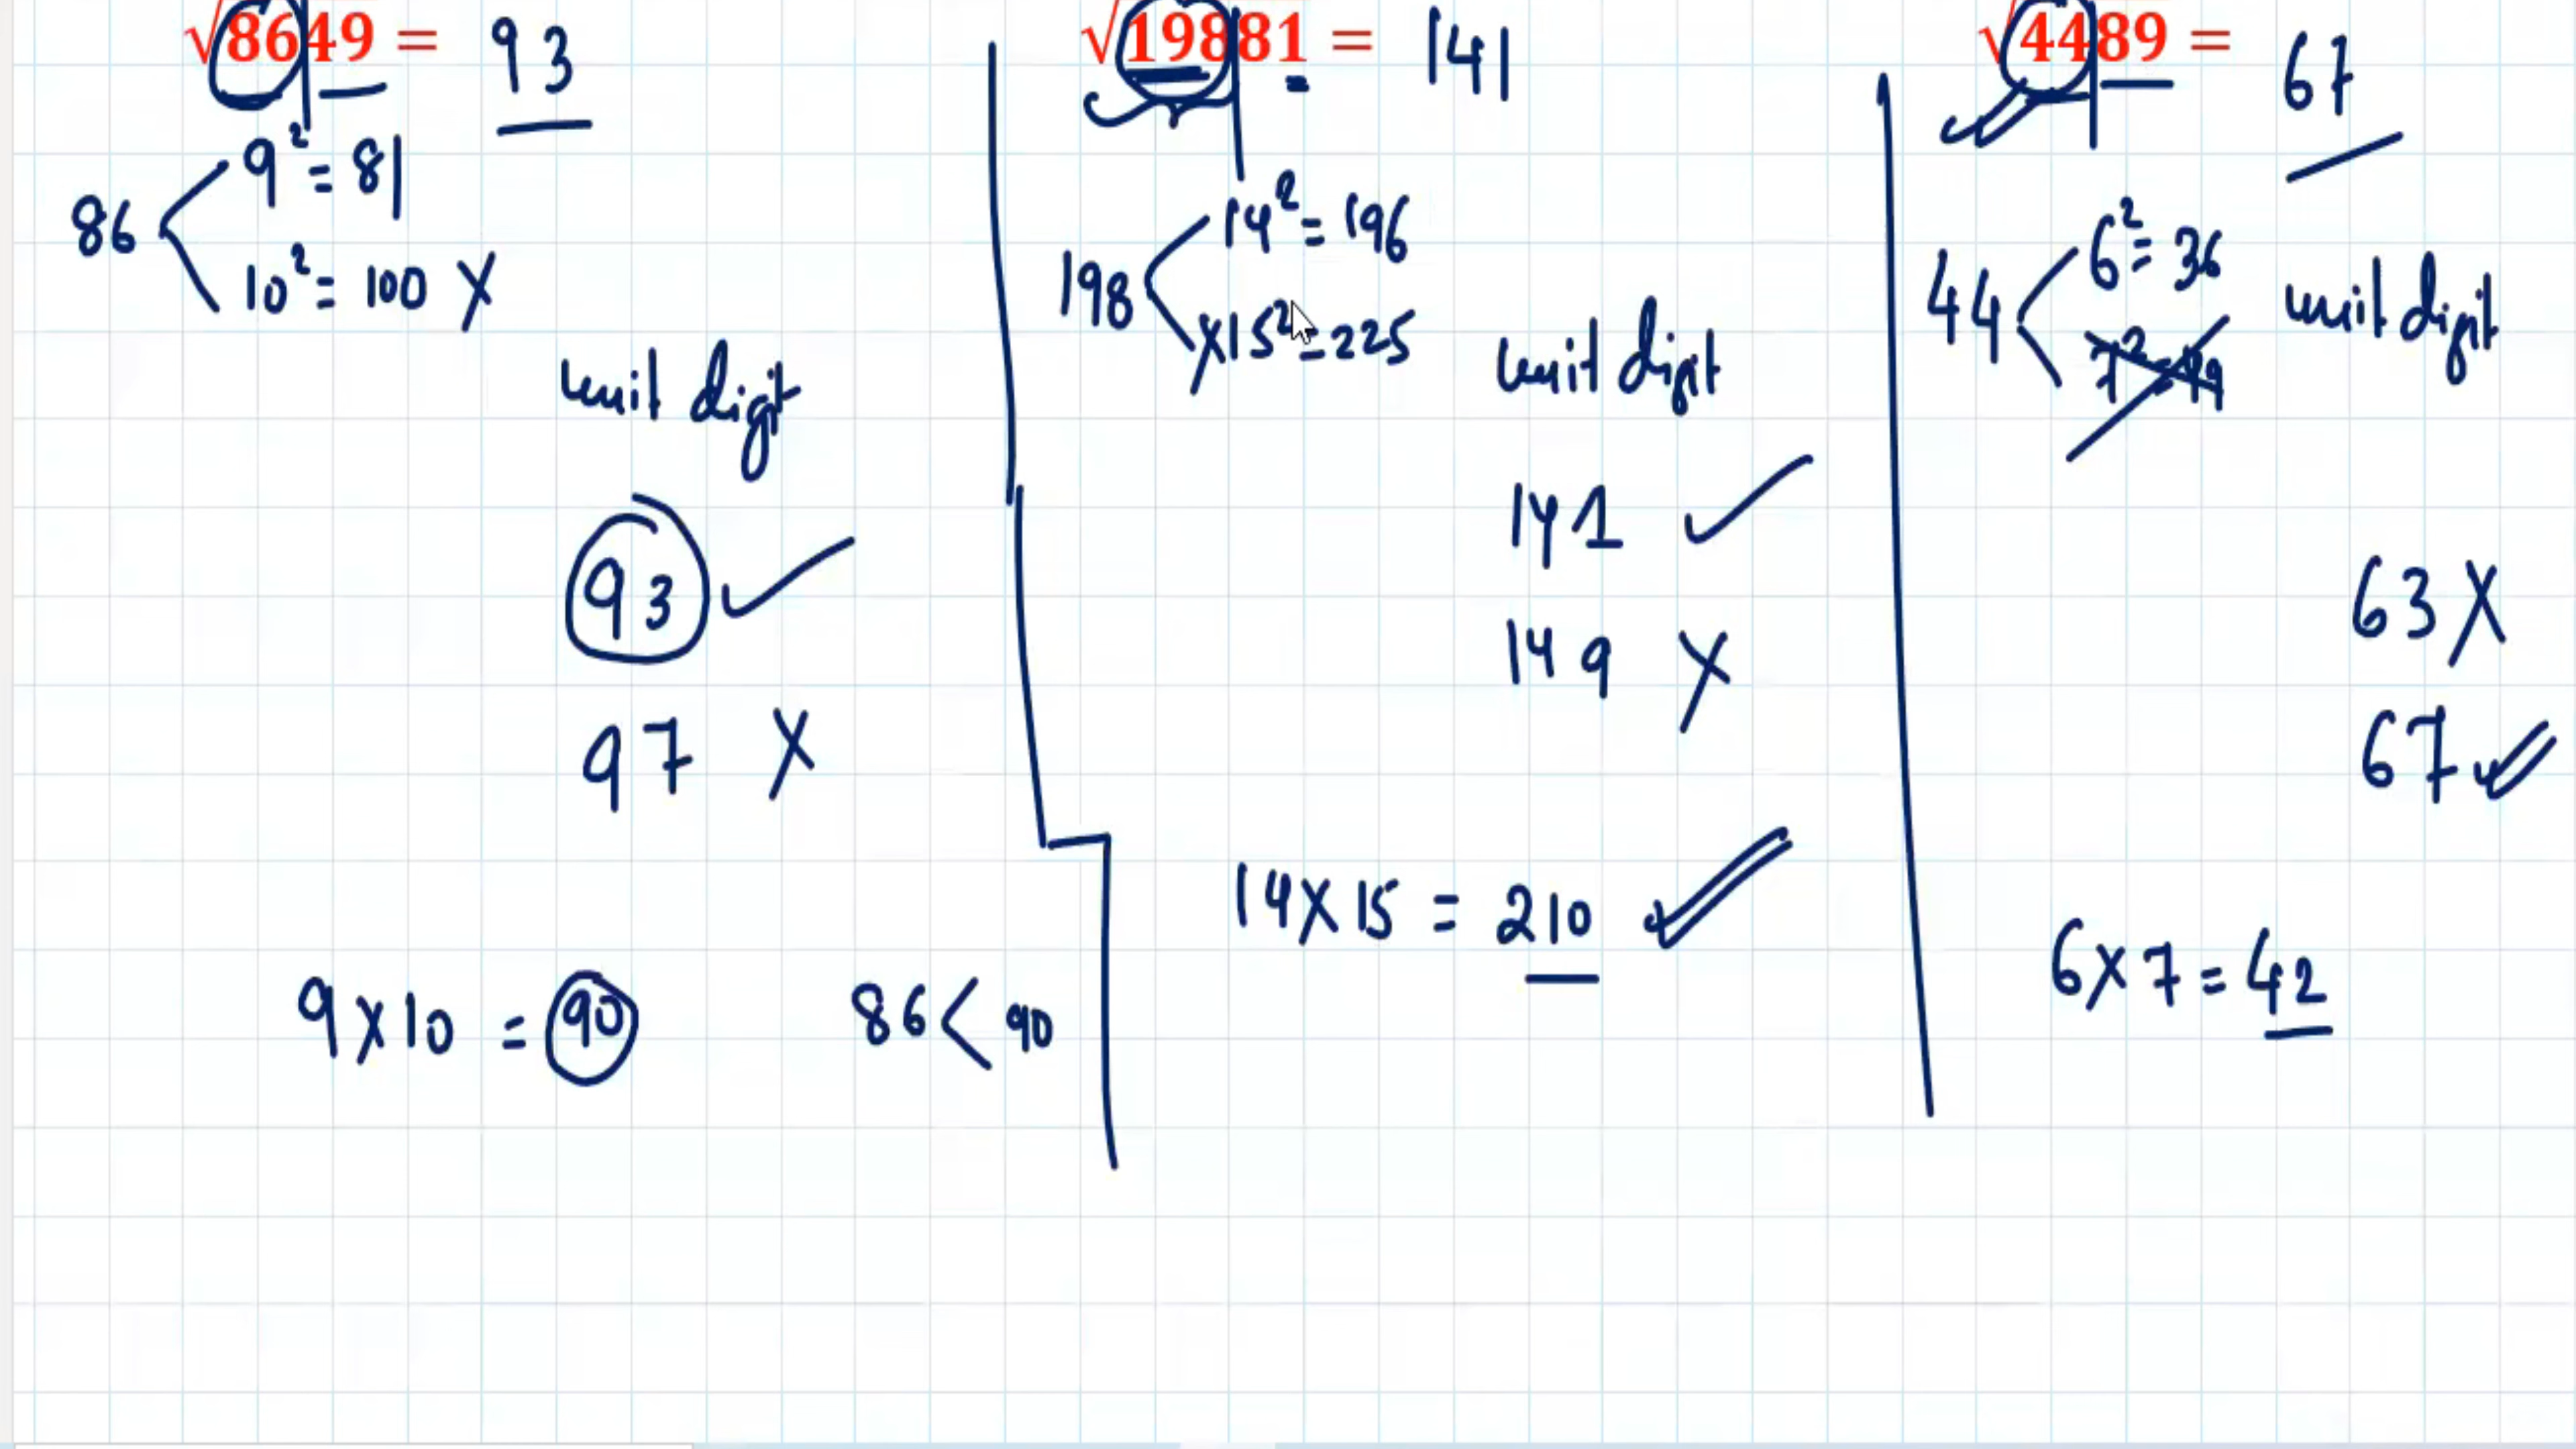 √8649 = 93
9² = 81
86 <
10² = 100 X
unit digit
93 ✓
97 X
9 X 10 = 90
86 < 90
√19881 = 141
14² = 196
198 <
X 15² = 225
unit digit
141 ✓
149 X
14 X 15 = 210 ✓
√4489 = 67
6² = 36
44 <
7² = 49
unit digit
63 X
67 ✓
6 X 7 = 42